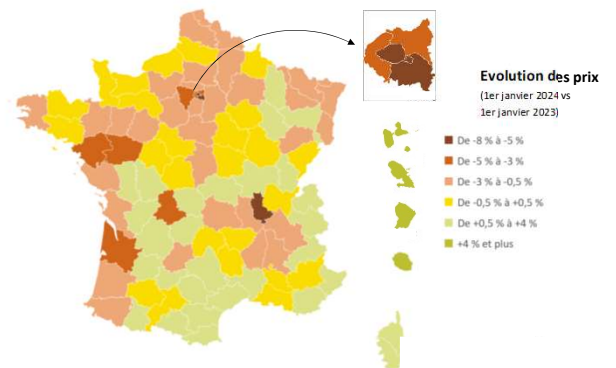 Evolution des prix
(1er janvier 2024 vs
1er janvier 2023)
De -8 % à -5 %
De -5 % à -3 %
De -3 % à -0,5 %
De -0,5 % à +0,5 %
De +0,5 % à +4 %
+4 % et plus